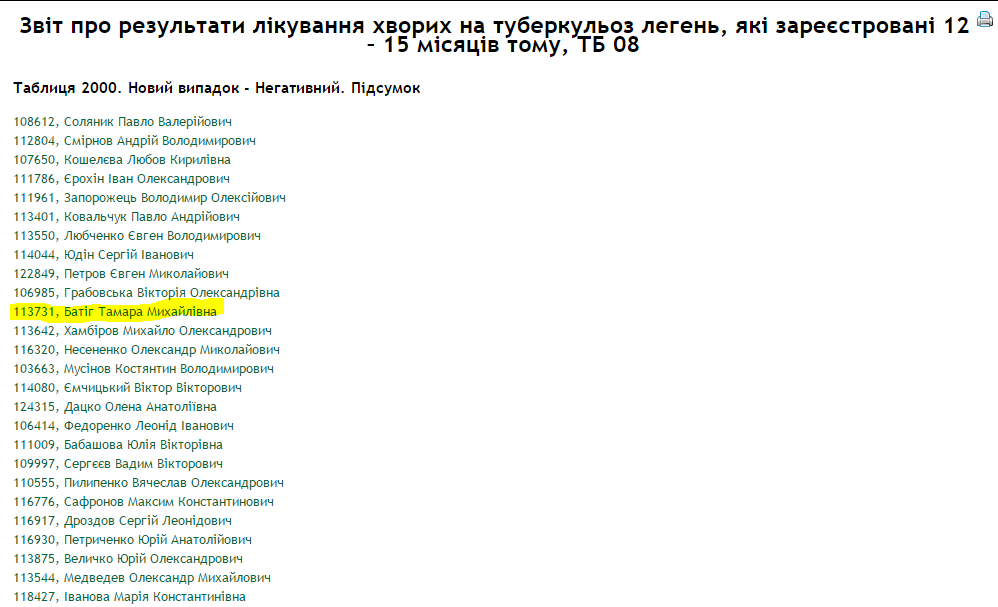 Звіт про результати лікування хворих на туберкульоз легень, які зареєстровані 12
- 15 місяців тому, ТБ 08
Таблиця 2000. Новий випадок - Негативний. Підсумок
108612, Соляник Павло Валерійович
112804, Смірнов Андрій Володимирович
107650, Кошелєва Любов Кирилівна
111786, Єрохін Іван Олександрович
111961, Запорожець Володимир Олексійович
113401, Ковальчук Павло Андрійович
113550, Любченко Євген Володимирович
114044, Юдін Сергій Іванович
122849, Петров Євген Миколайович
106985, Грабовська Вікторія Олександрівна
113731, Батіг Тамара Михайлівна
113642, Хамбіров Михайло Олександрович
116320, Несененко Олександр Миколайович
103663, Мусінов Костянтин Володимирович
114080, Ємчицький Віктор Вікторович
124315, Дацко Олена Анатоліївна
106414, Федоренко Леонід Іванович
111009, Бабашова Юлія Вікторівна
109997, Сергєєв Вадим Вікторович
110555, Пилипенко Вячеслав Олександрович
116776, Сафронов Максим Константинович
116917, Дроздов Сергій Леонідович
116930, Петриченко Юрій Анатолійович
113875, Величко Юрій Олександрович
113544, Медведев Олександр Михайлович
118427, Іванова Марія Константинівна